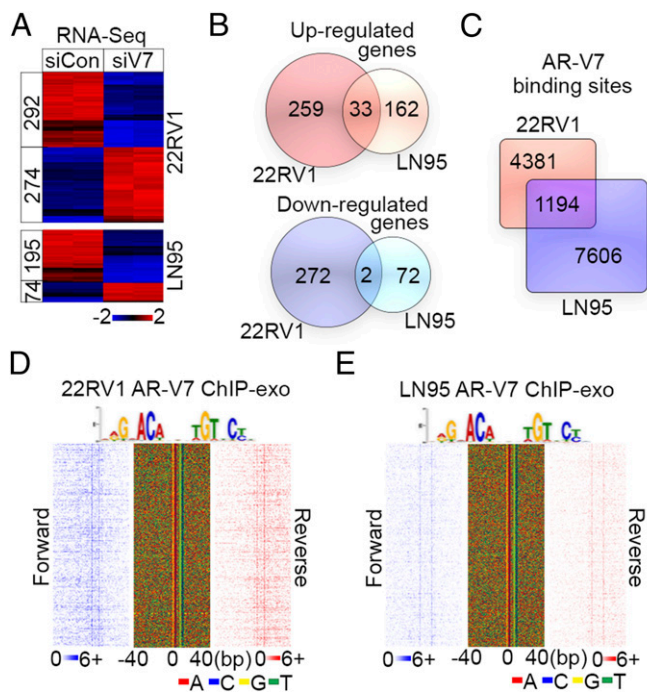 A
RNA-Seq
siCon siV7
292
274
22RV1
195
74
LN95
-2 2
B
Up-regulated
genes
259 33 162
22RV1 LN95
Down-regulated
genes
272 2 72
22RV1 LN95
C
AR-V7
binding sites
22RV1
4381
1194
7606
LN95
D
22RV1 AR-V7 ChIP-exo
Forward
Reverse
0 6+ -40 0 40(bp) 0 6+
A C G T
E
LN95 AR-V7 ChIP-exo
Forward
Reverse
0 6+ -40 0 40(bp) 0 6+
A C G T